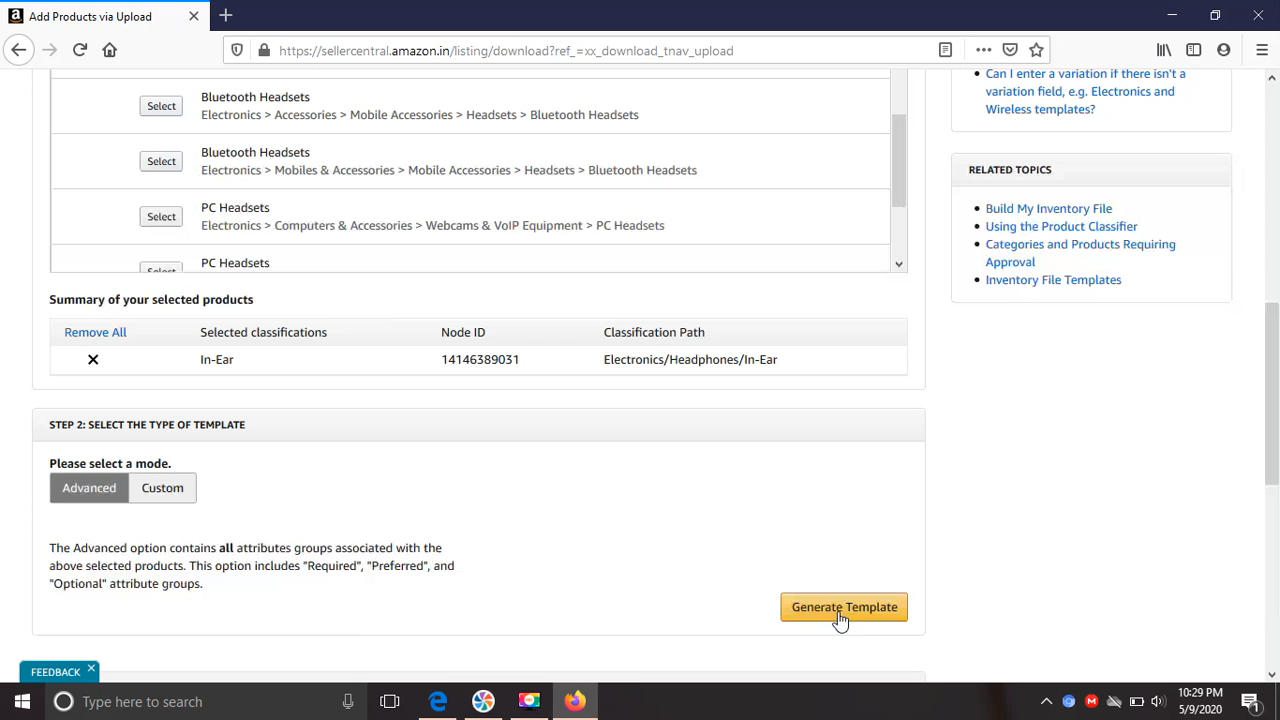 Add Products via Upload
https://sellercentral.amazon.in/listing/download?ref_=xx_download_tnav_upload
Select
Bluetooth Headsets
Electronics > Accessories > Mobile Accessories > Headsets > Bluetooth Headsets
Select
Bluetooth Headsets
Electronics > Mobiles & Accessories > Mobile Accessories > Headsets > Bluetooth Headsets
Select
PC Headsets
Electronics > Computers & Accessories > Webcams & VoIP Equipment > PC Headsets
Select
PC Headsets
Summary of your selected products
Remove All Selected classifications Node ID Classification Path
In-Ear 14146389031 Electronics/Headphones/In-Ear
STEP 2: SELECT THE TYPE OF TEMPLATE
Please select a mode.
Advanced Custom
The Advanced option contains all attributes groups associated with the
above selected products. This option includes "Required", "Preferred", and
"Optional" attribute groups.
Generate Template
Can I enter a variation if there isn't a
variation field, e.g. Electronics and
Wireless templates?
RELATED TOPICS
Build My Inventory File
Using the Product Classifier
Categories and Products Requiring
Approval
Inventory File Templates
FEEDBACK
Type here to search
10:29 PM
5/9/2020